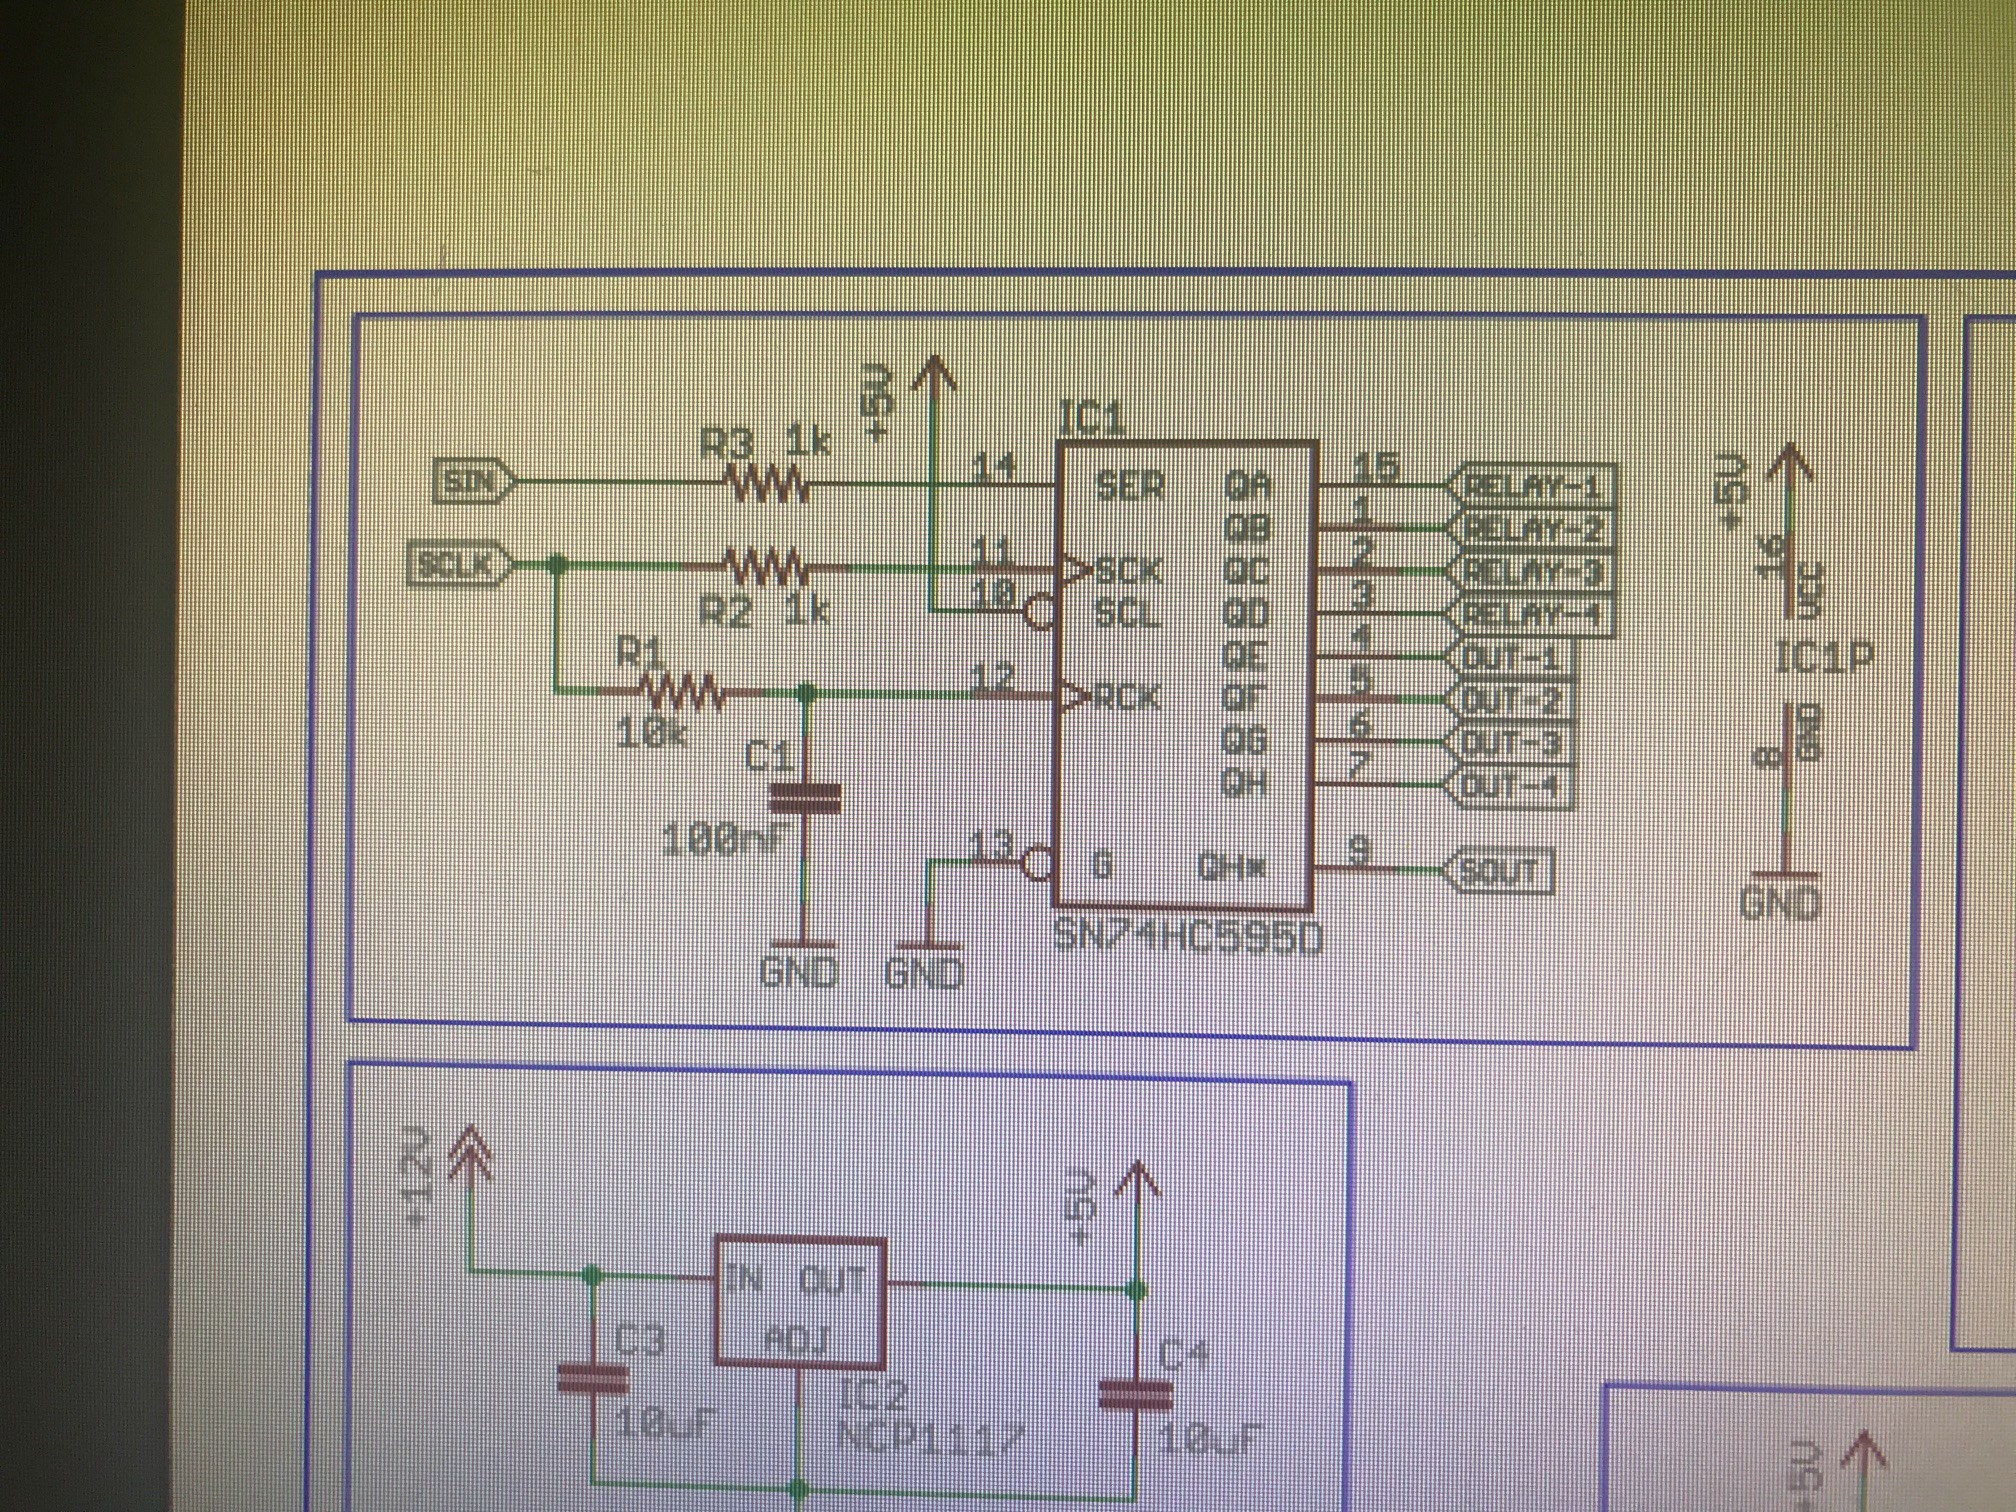 +5V
IC1
R3 1k
SIN
14
SER
QA
15
RELAY-1
QB
1
RELAY-2
SCLK
11
SCK
QC
2
RELAY-3
R2 1k
10
SCL
QD
3
RELAY-4
R1
10k
QE
4
OUT-1
12
RCK
QF
5
OUT-2
QG
6
OUT-3
QH
7
OUT-4
C1
100nF
13
G
QH*
9
SOUT
SN74HC595D
GND
GND
+5V
16
VCC
IC1P
8
GND
GND
+12V
+5V
IN OUT
ADJ
C3
10uF
IC2
NCP1117
C4
10uF
5V